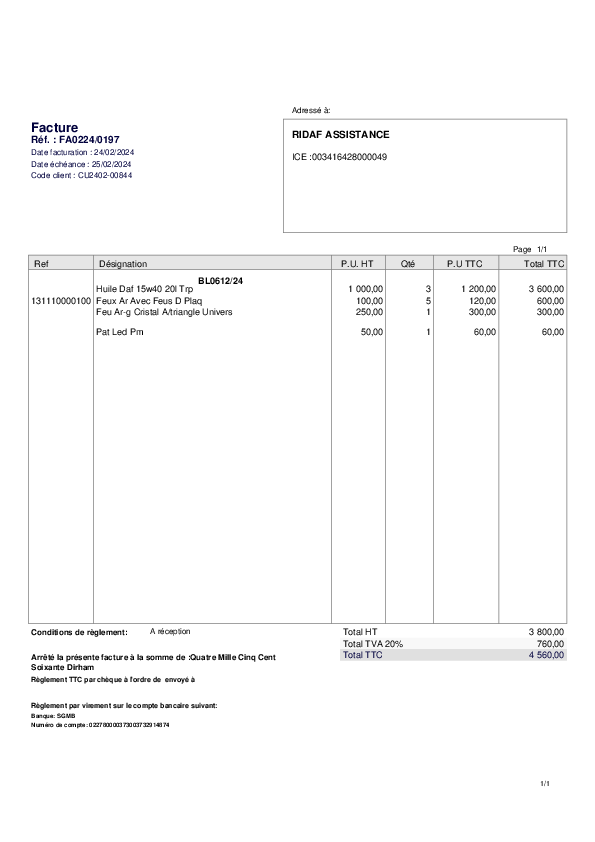 Adressé à:
Facture
Réf. : FA0224/0197
Date facturation : 24/02/2024
Date échéance : 25/02/2024
Code client : CU2402-00844
RIDAF ASSISTANCE
ICE :003416428000049
Page 1/1
Ref Désignation P.U. HT Qté P.U TTC Total TTC
BL0612/24
Huile Daf 15w40 20l Trp 1 000,00 3 1 200,00 3 600,00
131110000100 Feux Ar Avec Feus D Plaq 100,00 5 120,00 600,00
Feu Ar-g Cristal A/triangle Univers 250,00 1 300,00 300,00
Pat Led Pm 50,00 1 60,00 60,00
Conditions de règlement: A réception
Total HT 3 800,00
Total TVA 20% 760,00
Total TTC 4 560,00
Arrêté la présente facture à la somme de :Quatre Mille Cinq Cent
Soixante Dirham
Règlement TTC par chèque à l'ordre de envoyé à
Règlement par virement sur le compte bancaire suivant:
Banque: SGMB
Numéro de compte: 022780000373003732914874
1/1